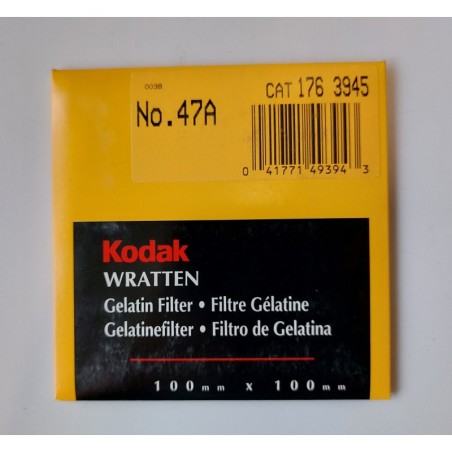 0038
CAT 176 3945
No.47A
0 41771 49394 3
Kodak
WRATTEN
Gelatin Filter • Filtre Gélatine
Gelatinefilter • Filtro de Gelatina
100mm x 100mm